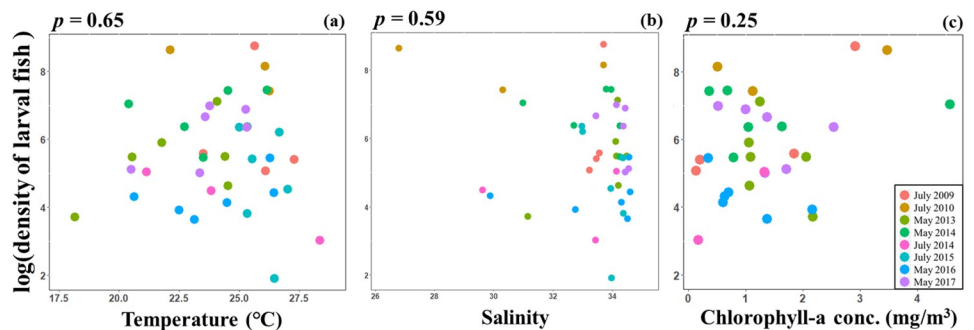 p = 0.65 (a)
p = 0.59 (b)
p = 0.25 (c)
log(density of larval fish)
8
6
4
2
17.5 20.0 22.5 25.0 27.5
Temperature (℃)
8
6
4
2
26 28 30 32 34
Salinity
8
6
4
2
0 1 2 3 4
Chlorophyll-a conc. (mg/m³)
July 2009
July 2010
May 2013
May 2014
July 2014
July 2015
May 2016
May 2017